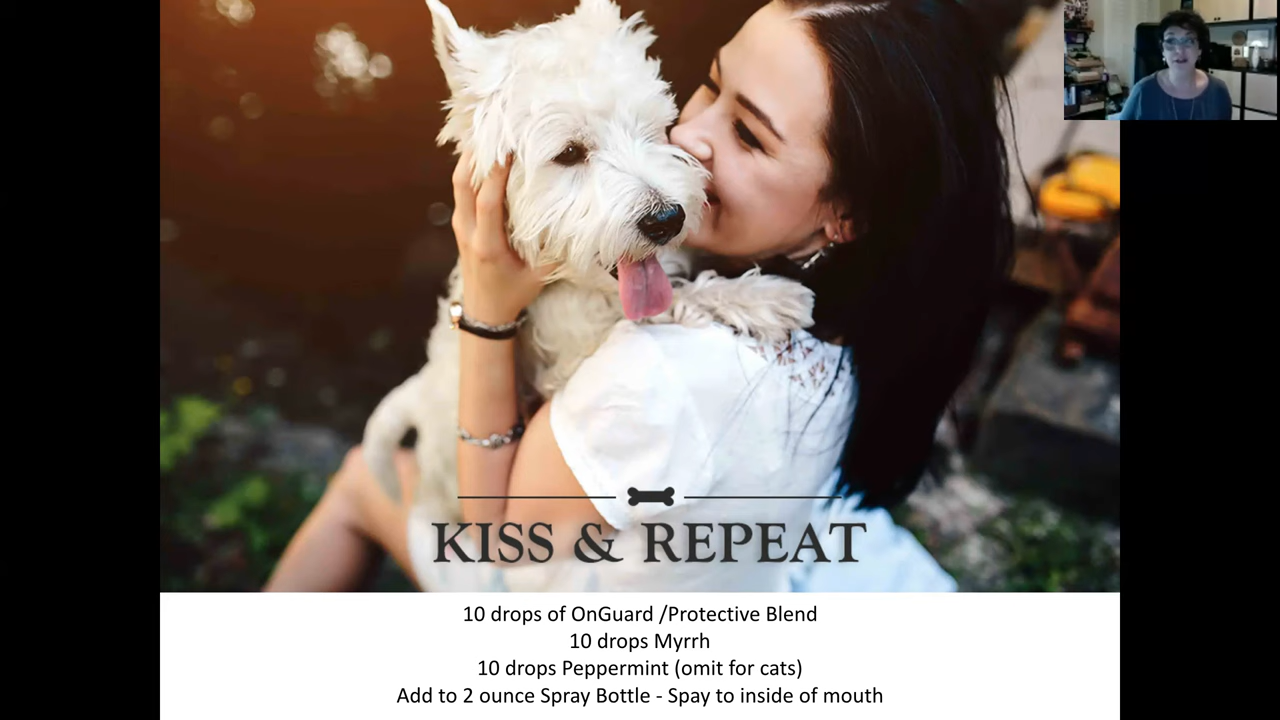 KISS & REPEAT
10 drops of OnGuard /Protective Blend
10 drops Myrrh
10 drops Peppermint (omit for cats)
Add to 2 ounce Spray Bottle - Spay to inside of mouth